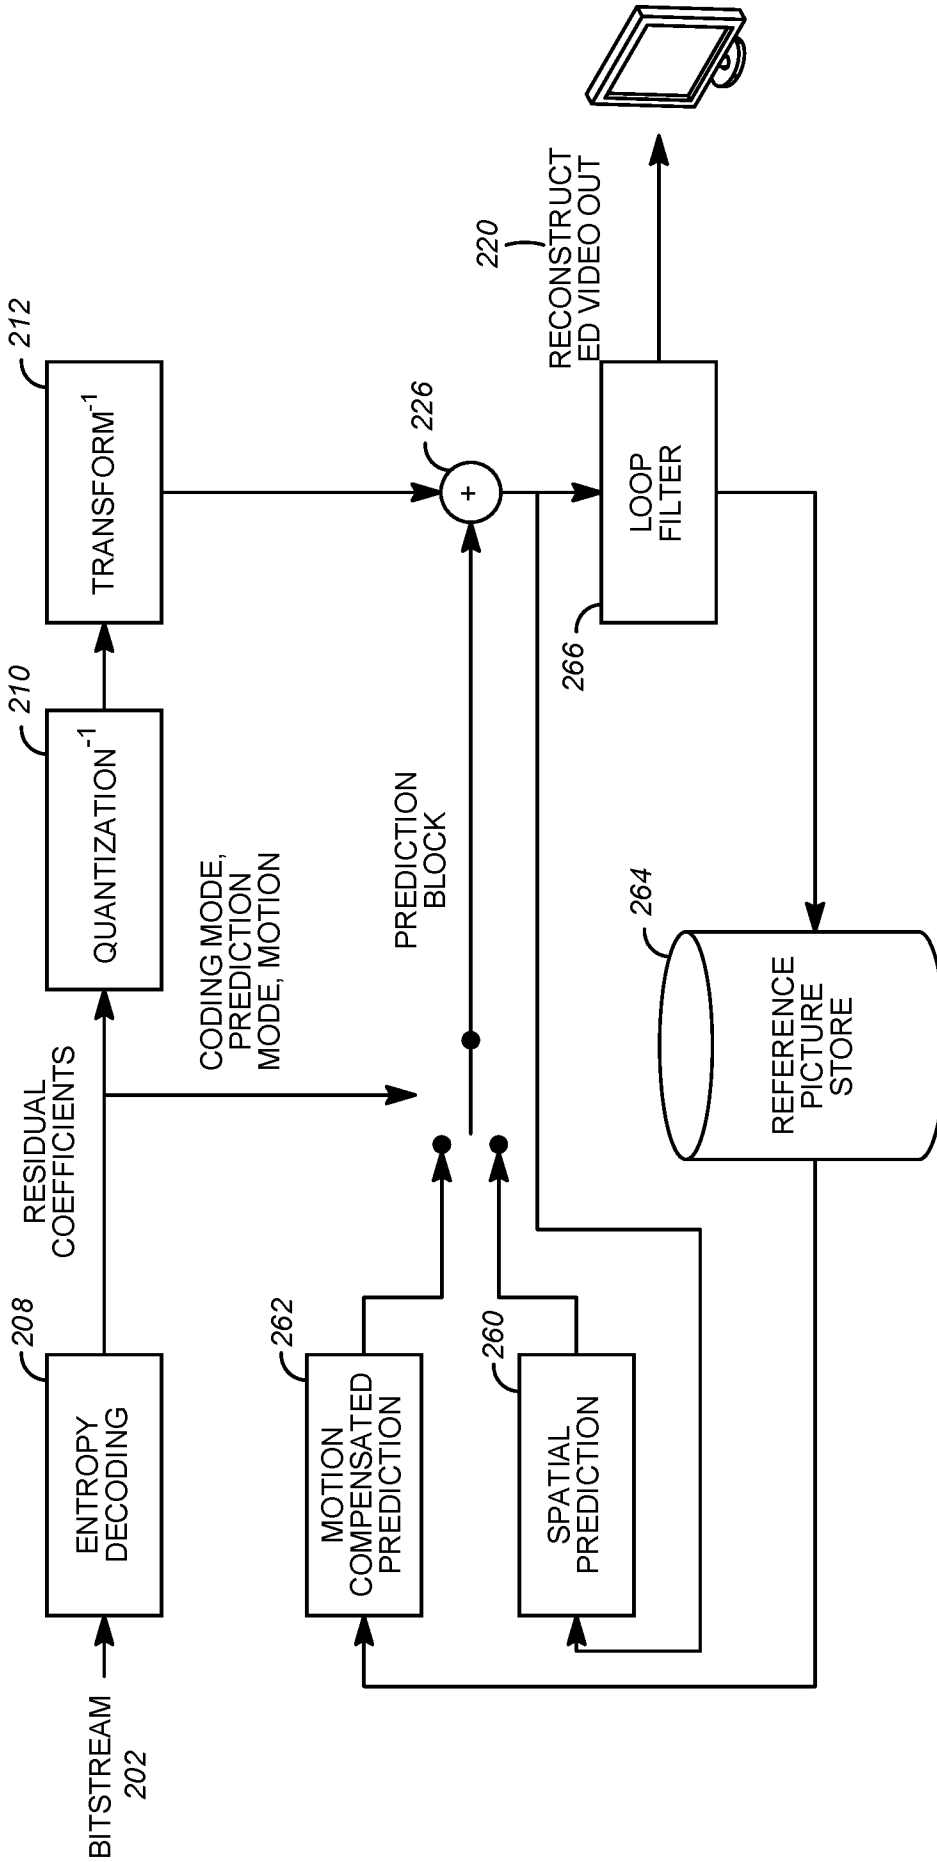 BITSTREAM
202
ENTROPY
DECODING
208
RESIDUAL
COEFFICIENTS
QUANTIZATION-1
210
TRANSFORM-1
212
CODING MODE,
PREDICTION
MODE, MOTION
MOTION
COMPENSATED
PREDICTION
262
SPATIAL
PREDICTION
260
PREDICTION
BLOCK
+
226
220
RECONSTRUCT
ED VIDEO OUT
LOOP
FILTER
266
REFERENCE
PICTURE
STORE
264